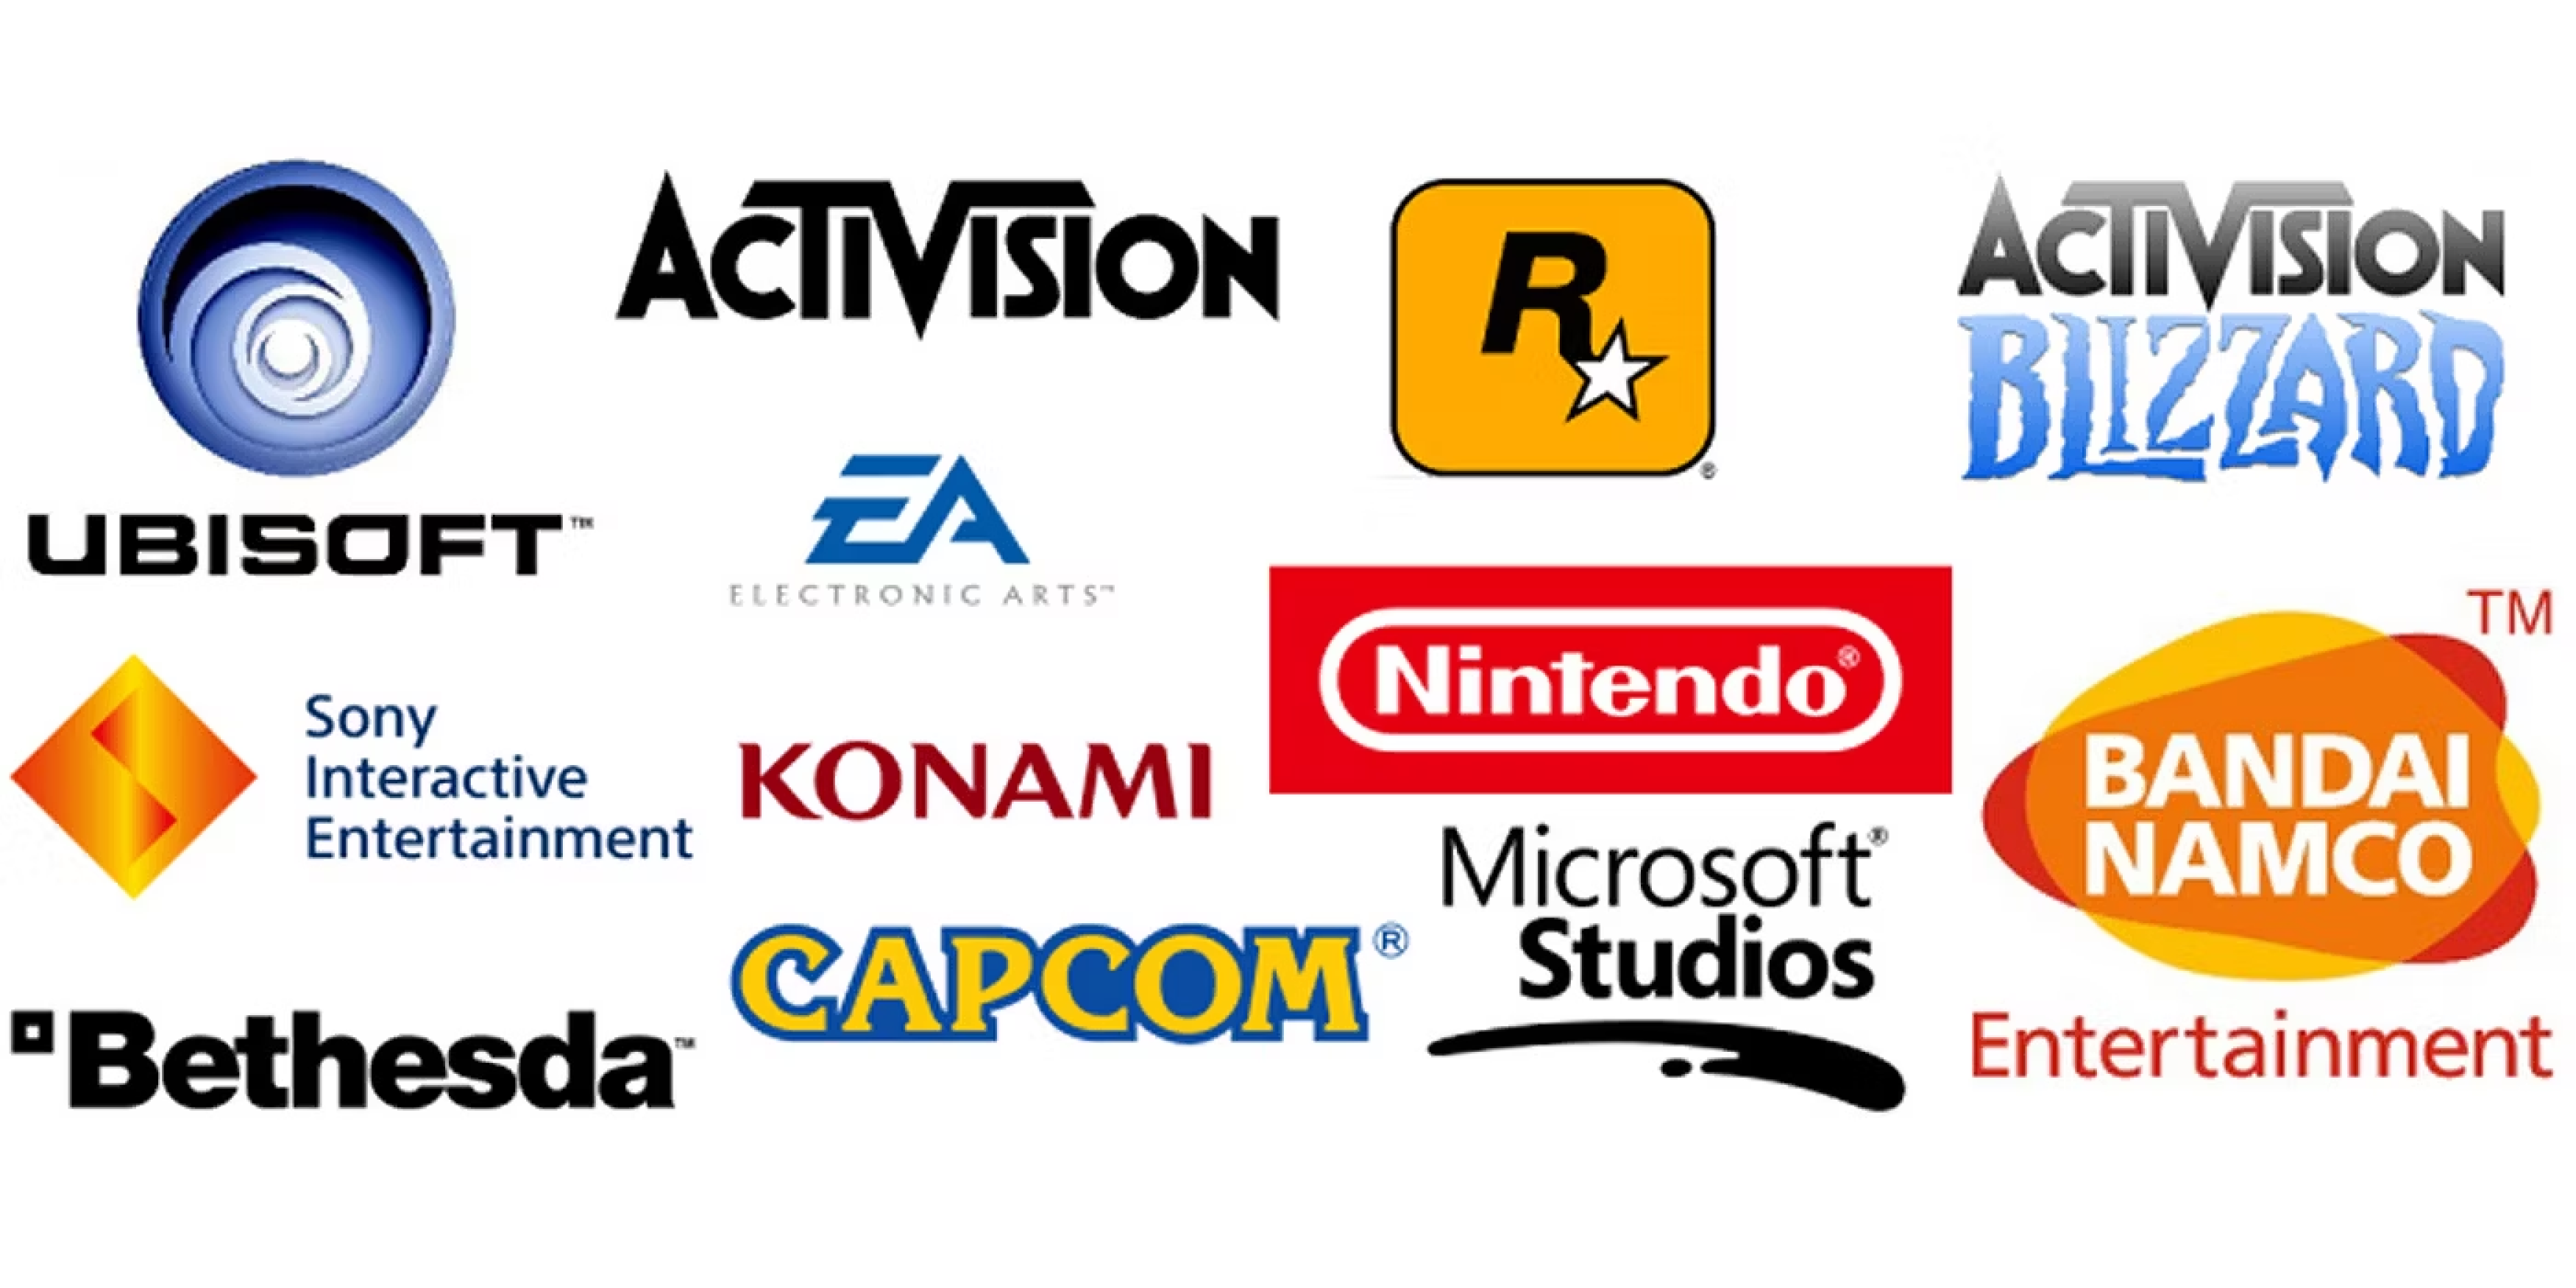 UBISOFT™
ACTIVISION
R
®
ACTIVISION
BLIZZARD
EA
ELECTRONIC ARTS™
Nintendo®
Sony
Interactive
Entertainment
KONAMI
TM
BANDAI
NAMCO
Entertainment
Microsoft®
Studios
CAPCOM®
Bethesda™